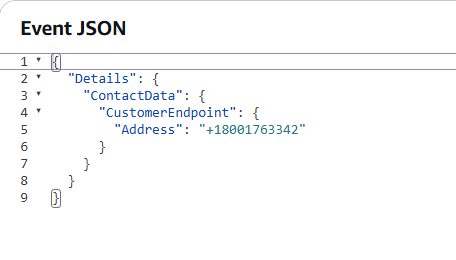 Event JSON
1 {
2 "Details": {
3 "ContactData": {
4 "CustomerEndpoint": {
5 "Address": "+18001763342"
6 }
7 }
8 }
9 }